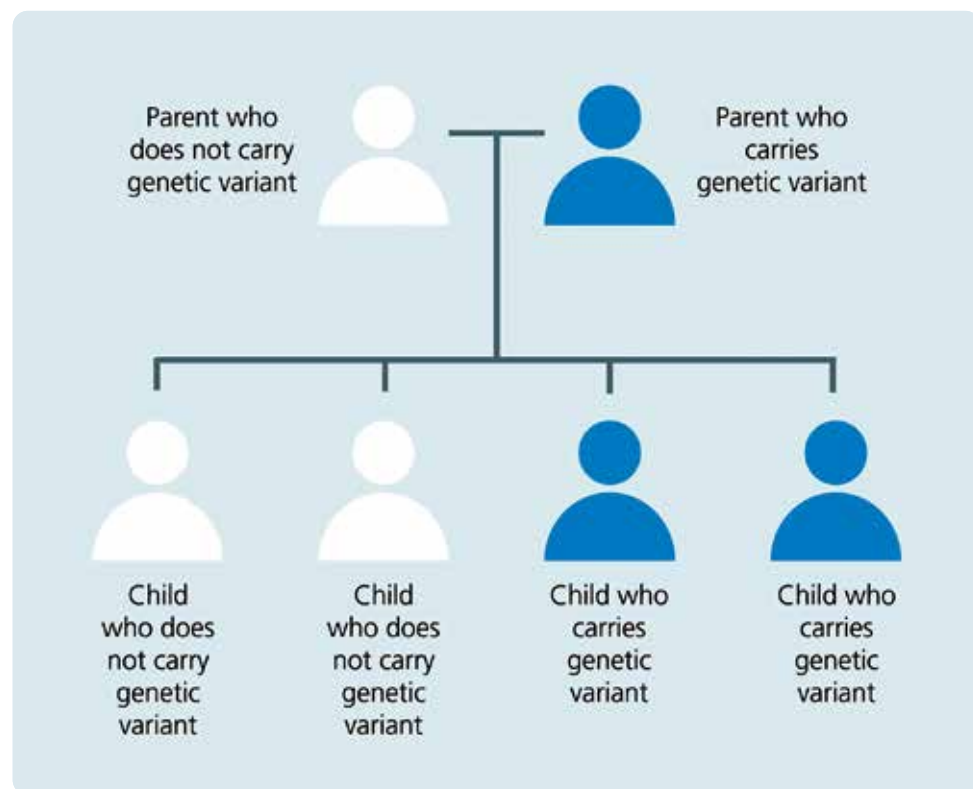 Parent who
does not carry
genetic variant
Parent who
carries
genetic variant
Child
who does
not carry
genetic
variant
Child
who does
not carry
genetic
variant
Child who
carries
genetic
variant
Child who
carries
genetic
variant